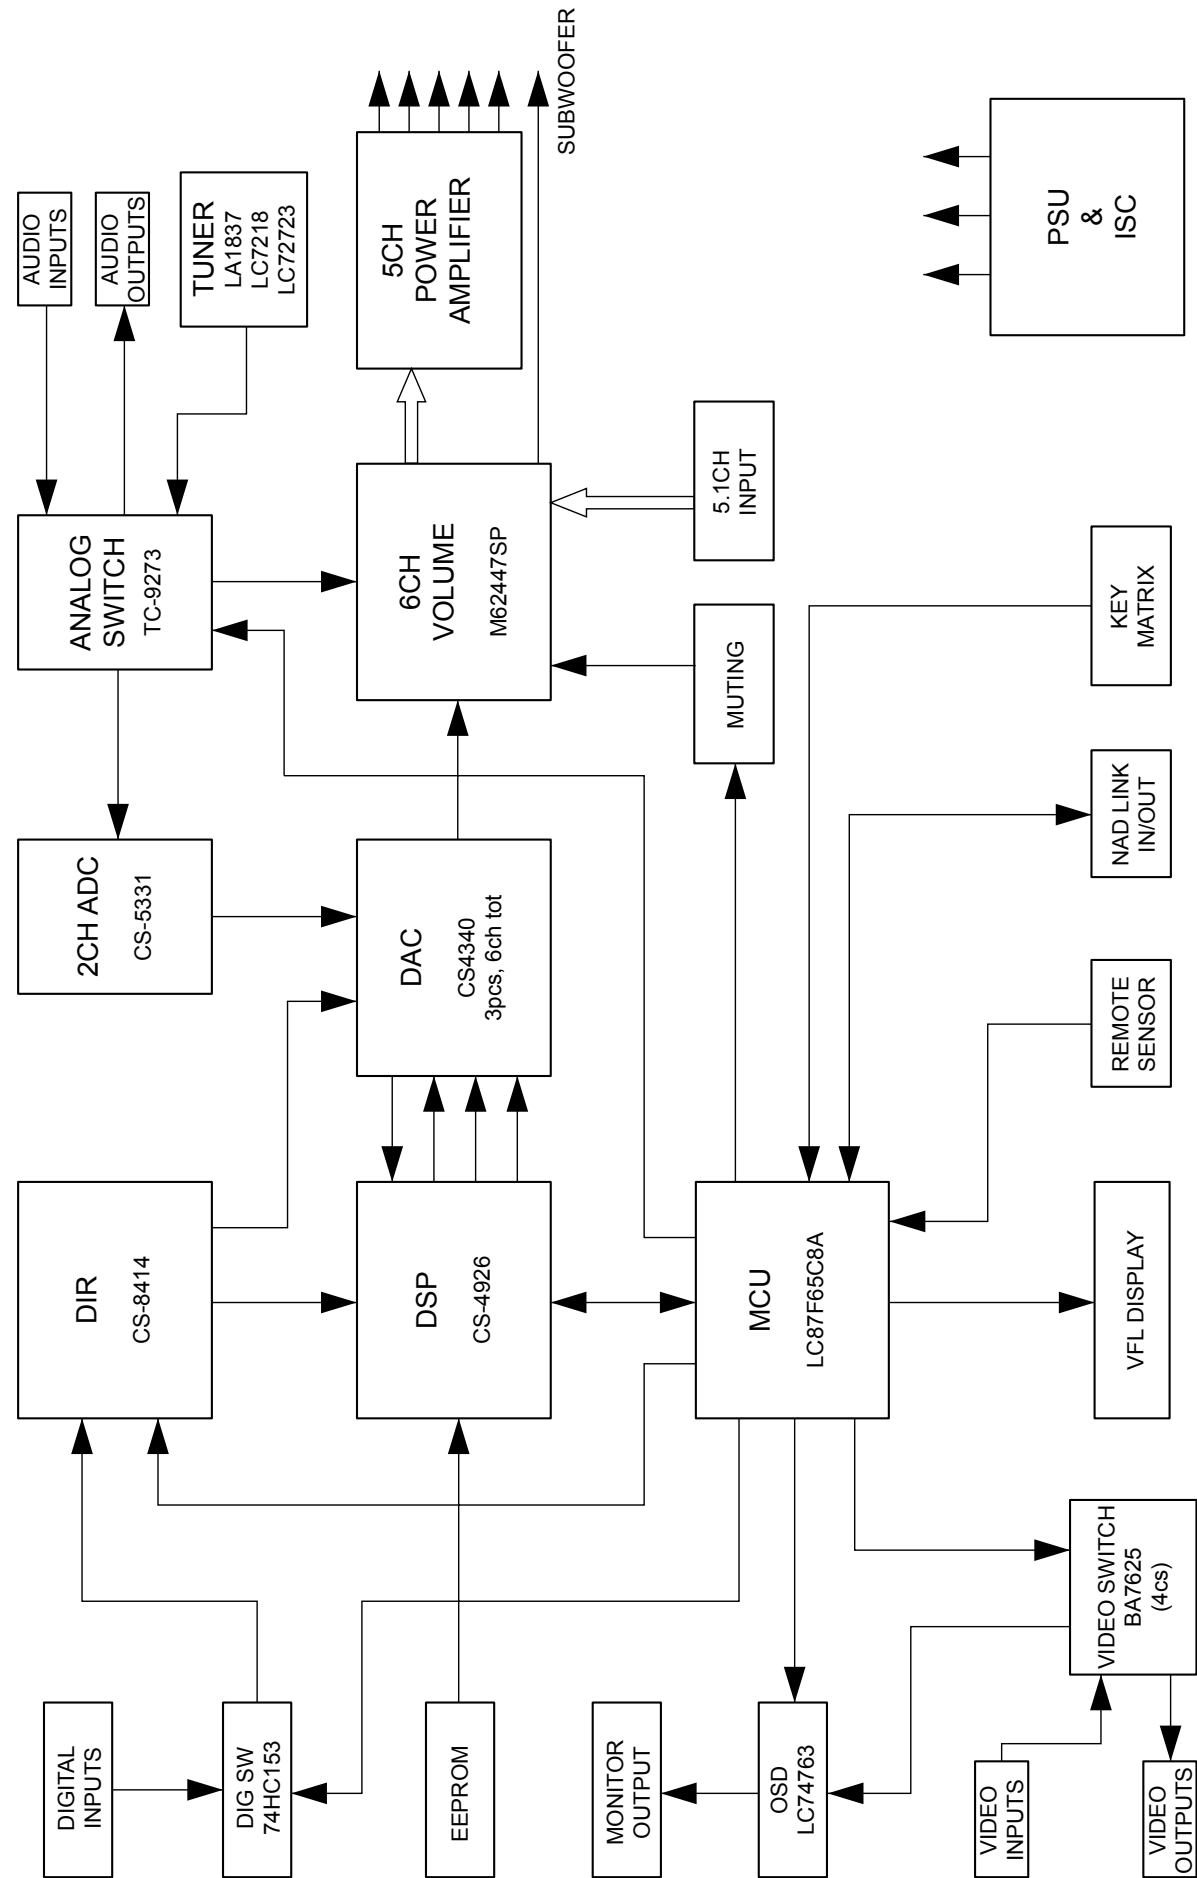 DIGITAL
INPUTS
DIG SW
74HC153
EEPROM
MONITOR
OUTPUT
OSD
LC74763
VIDEO
INPUTS
VIDEO
OUTPUTS
VIDEO SWITCH
BA7625
(4cs)
DIR
CS-8414
DSP
CS-4926
MCU
LC87F65C8A
VFL DISPLAY
REMOTE
SENSOR
NAD LINK
IN/OUT
KEY
MATRIX
2CH ADC
CS-5331
DAC
CS4340
3pcs, 6ch tot
MUTING
5.1CH
INPUT
ANALOG
SWITCH
TC-9273
6CH
VOLUME
M62447SP
AUDIO
INPUTS
AUDIO
OUTPUTS
TUNER
LA1837
LC7218
LC72723
5CH
POWER
AMPLIFIER
SUBWOOFER
PSU
&
ISC